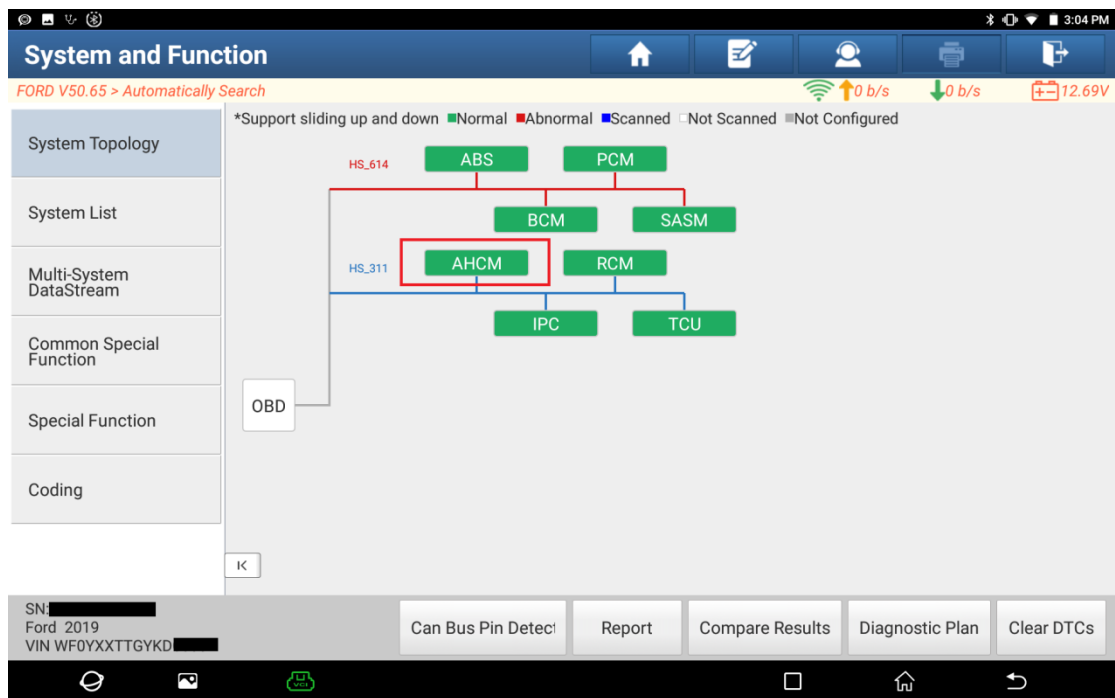 3:04 PM
System and Function
FORD V50.65 > Automatically Search
0 b/s
0 b/s
12.69V
System Topology
System List
Multi-System
DataStream
Common Special
Function
Special Function
Coding
*Support sliding up and down ■Normal ■Abnormal ■Scanned □Not Scanned ■Not Configured
HS_614
ABS
PCM
BCM
SASM
HS_311
AHCM
RCM
IPC
TCU
OBD
SN:
Ford 2019
VIN WF0YXXTTGYKD
Can Bus Pin Detect
Report
Compare Results
Diagnostic Plan
Clear DTCs
VCI